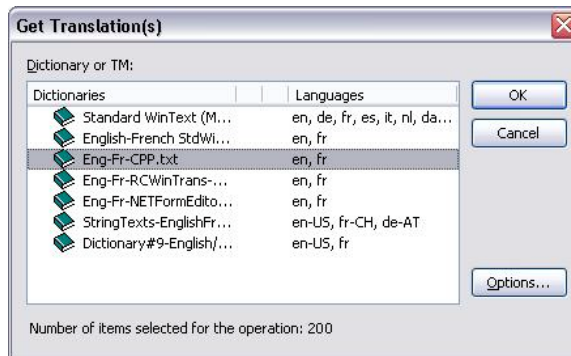 Get Translation(s)
Dictionary or TM:
Dictionaries Languages
Standard WinText (M... en, de, fr, es, it, nl, da...
English-French StdWi... en, fr
Eng-Fr-CPP.txt en, fr
Eng-Fr-RCWinTrans-... en, fr
Eng-Fr-NETFormEdito... en, fr
StringTexts-EnglishFr... en-US, fr-CH, de-AT
Dictionary#9-English/... en-US, fr
OK
Cancel
Options...
Number of items selected for the operation: 200